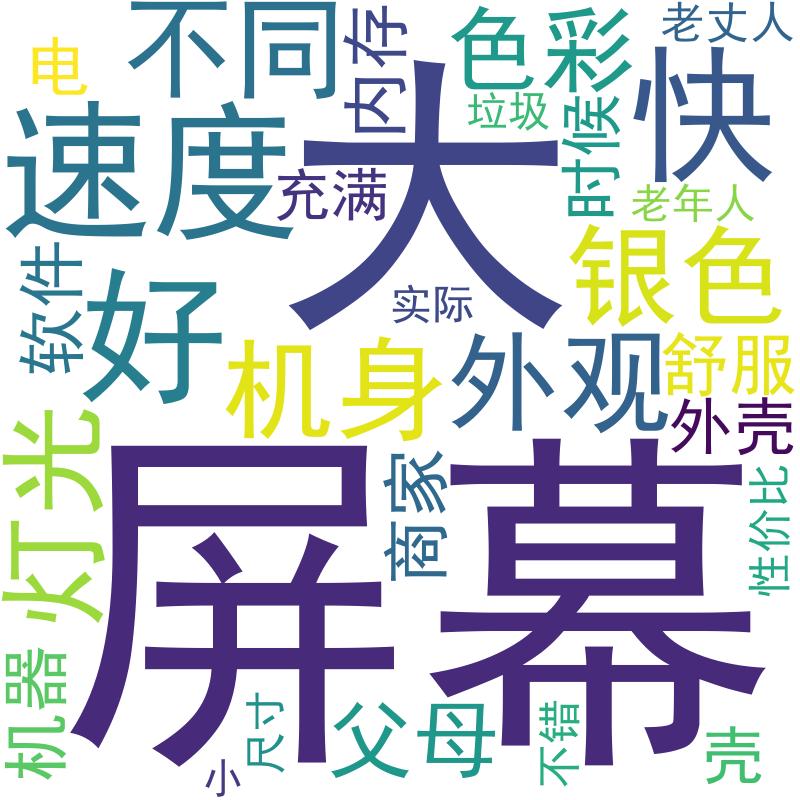 不同
内存
色彩
老丈人
电
快
速度
大
垃圾
时候
充满
老年人
软件
好
实际
银色
机身
外观
舒服
外壳
灯光
屏幕
商家
性价比
机器
尺寸
父母
不错
壳
小